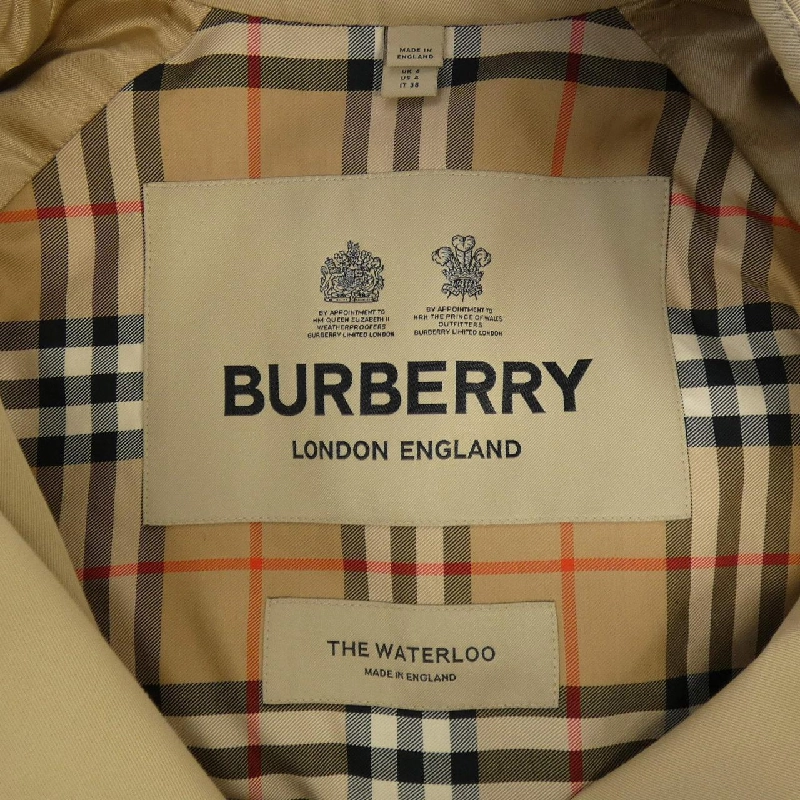 MADE IN
ENGLAND
UK 4
US 2
IT 36
BY APPOINTMENT TO
HM QUEEN ELIZABETH II
WEATHERPROOFERS
BURBERRY LIMITED LONDON
BY APPOINTMENT TO
HRH THE PRINCE OF WALES
OUTFITTERS
BURBERRY LIMITED LONDON
BURBERRY
LONDON ENGLAND
THE WATERLOO
MADE IN ENGLAND